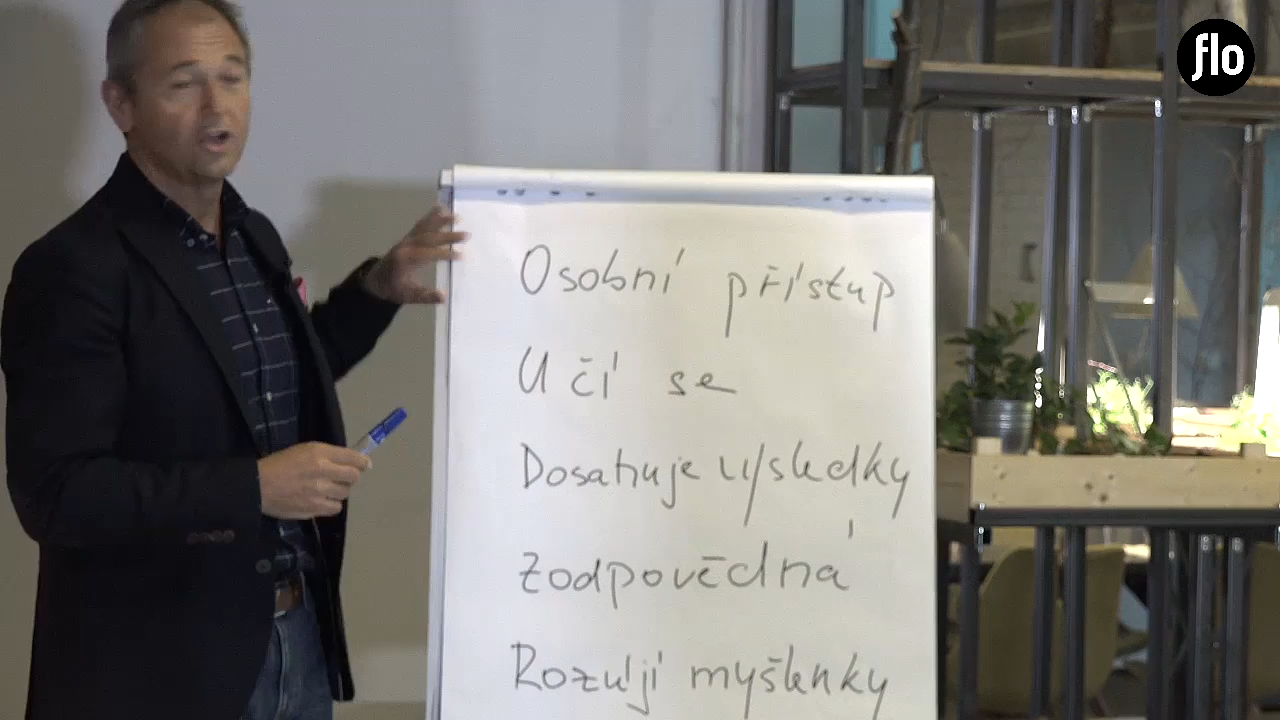 flo
Osobní přístup
Učí se
Dosahuje výsledky
Zodpovědná
Rozvíjí myšlenky